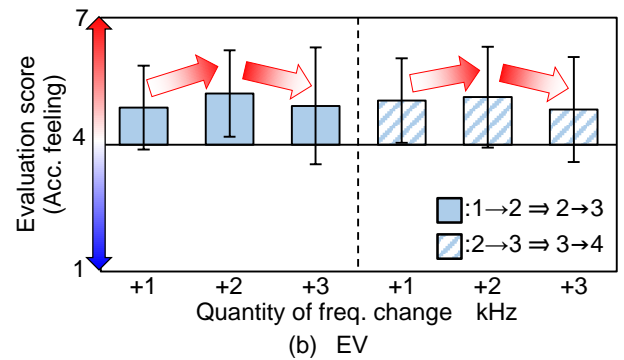 7
4
1
Evaluation score
(Acc. feeling)
:1→2 ⇒ 2→3
:2→3 ⇒ 3→4
+1 +2 +3 +1 +2 +3
Quantity of freq. change kHz
(b) EV